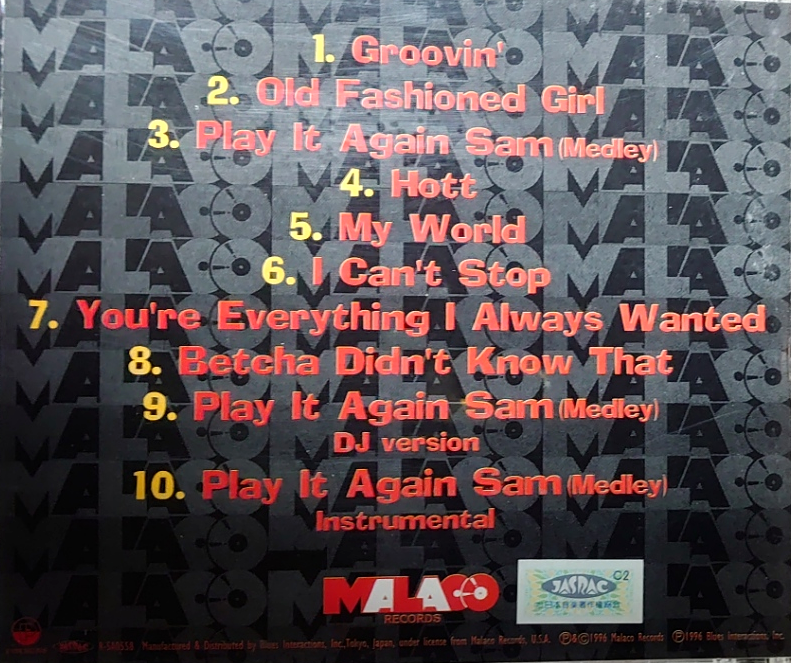 1. Groovin'
2. Old Fashioned Girl
3. Play It Again Sam (Medley)
4. Hott
5. My World
6. I Can't Stop
7. You're Everything I Always Wanted
8. Betcha Didn't Know That
9. Play It Again Sam (Medley)
DJ version
10. Play It Again Sam (Medley)
Instrumental
MALACO
RECORDS
C2
JASRAC
Manufactured & Distributed by Blues Interactions, Inc., Tokyo, Japan, under license from Malaco Records, U.S.A. ℗&©1996 Malaco Records ℗1996 Blues Interactions, Inc.